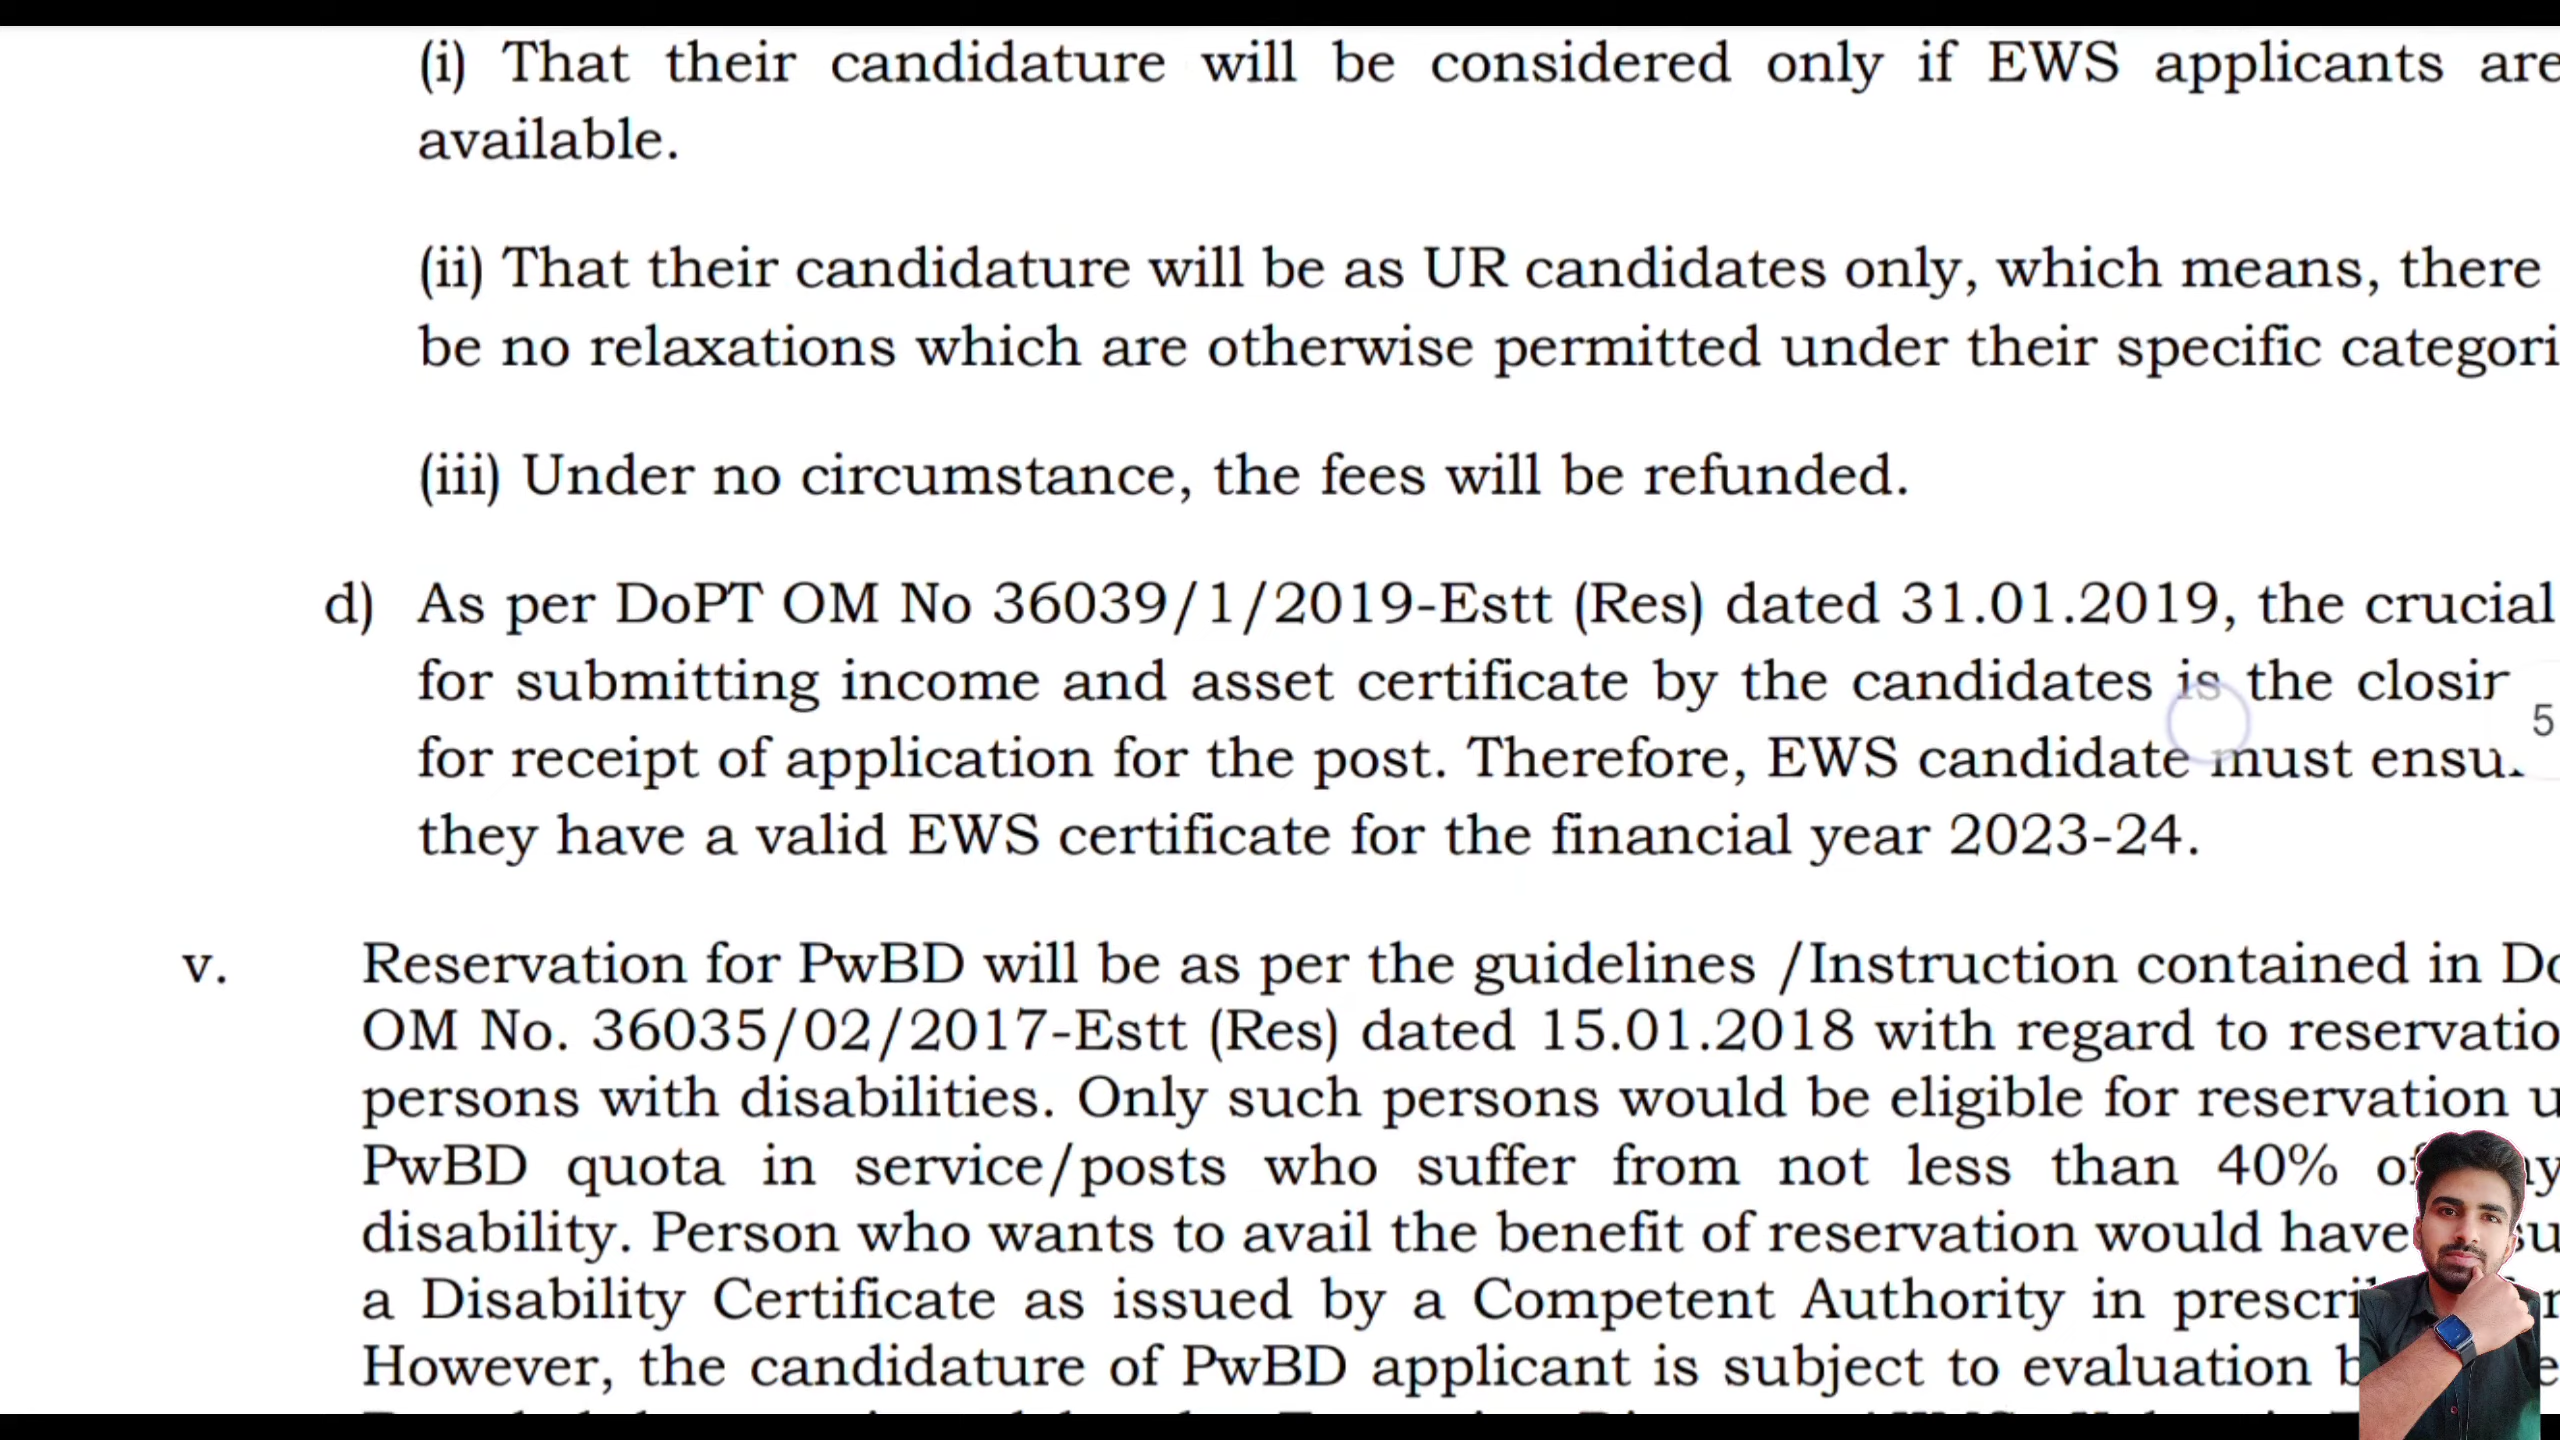 (i) That their candidature will be considered only if EWS applicants are
available.
(ii) That their candidature will be as UR candidates only, which means, there
be no relaxations which are otherwise permitted under their specific
(iii) Under no circumstance, the fees will be refunded.
d) As per DoPT OM No 36039/1/2019-Estt (Res) dated 31.01.2019, the crucial
for submitting income and asset certificate by the candidates is the
5
for receipt of application for the post. Therefore, EWS candidate must
they have a valid EWS certificate for the financial year 2023-24.
v. Reservation for PwBD will be as per the guidelines /Instruction contained in
OM No. 36035/02/2017-Estt (Res) dated 15.01.2018 with regard to
persons with disabilities. Only such persons would be eligible for reservation
PwBD quota in service/posts who suffer from not less than 40%
disability. Person who wants to avail the benefit of reservation would have
a Disability Certificate as issued by a Competent Authority in
However, the candidature of PwBD applicant is subject to evaluation